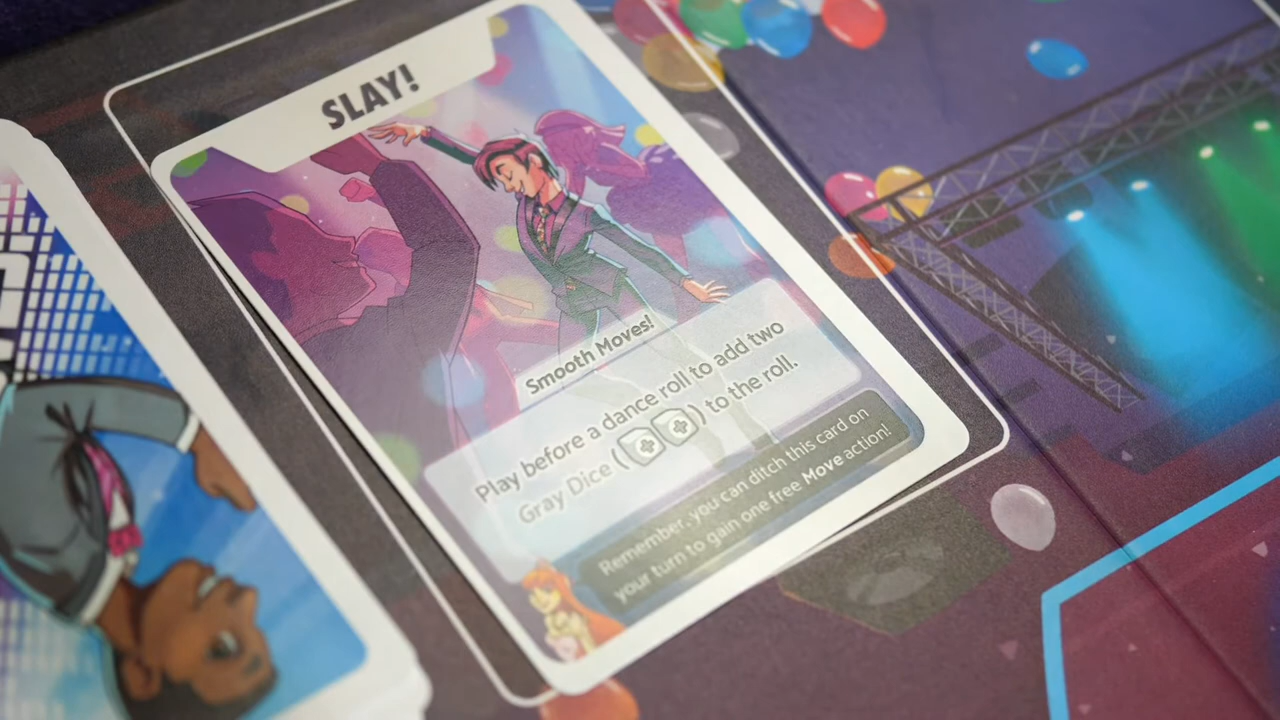 SLAY!
Smooth Moves!
Play before a dance roll to add two
Gray Dice ( ) to the roll.
Remember, you can ditch this card on
your turn to gain one free Move action!